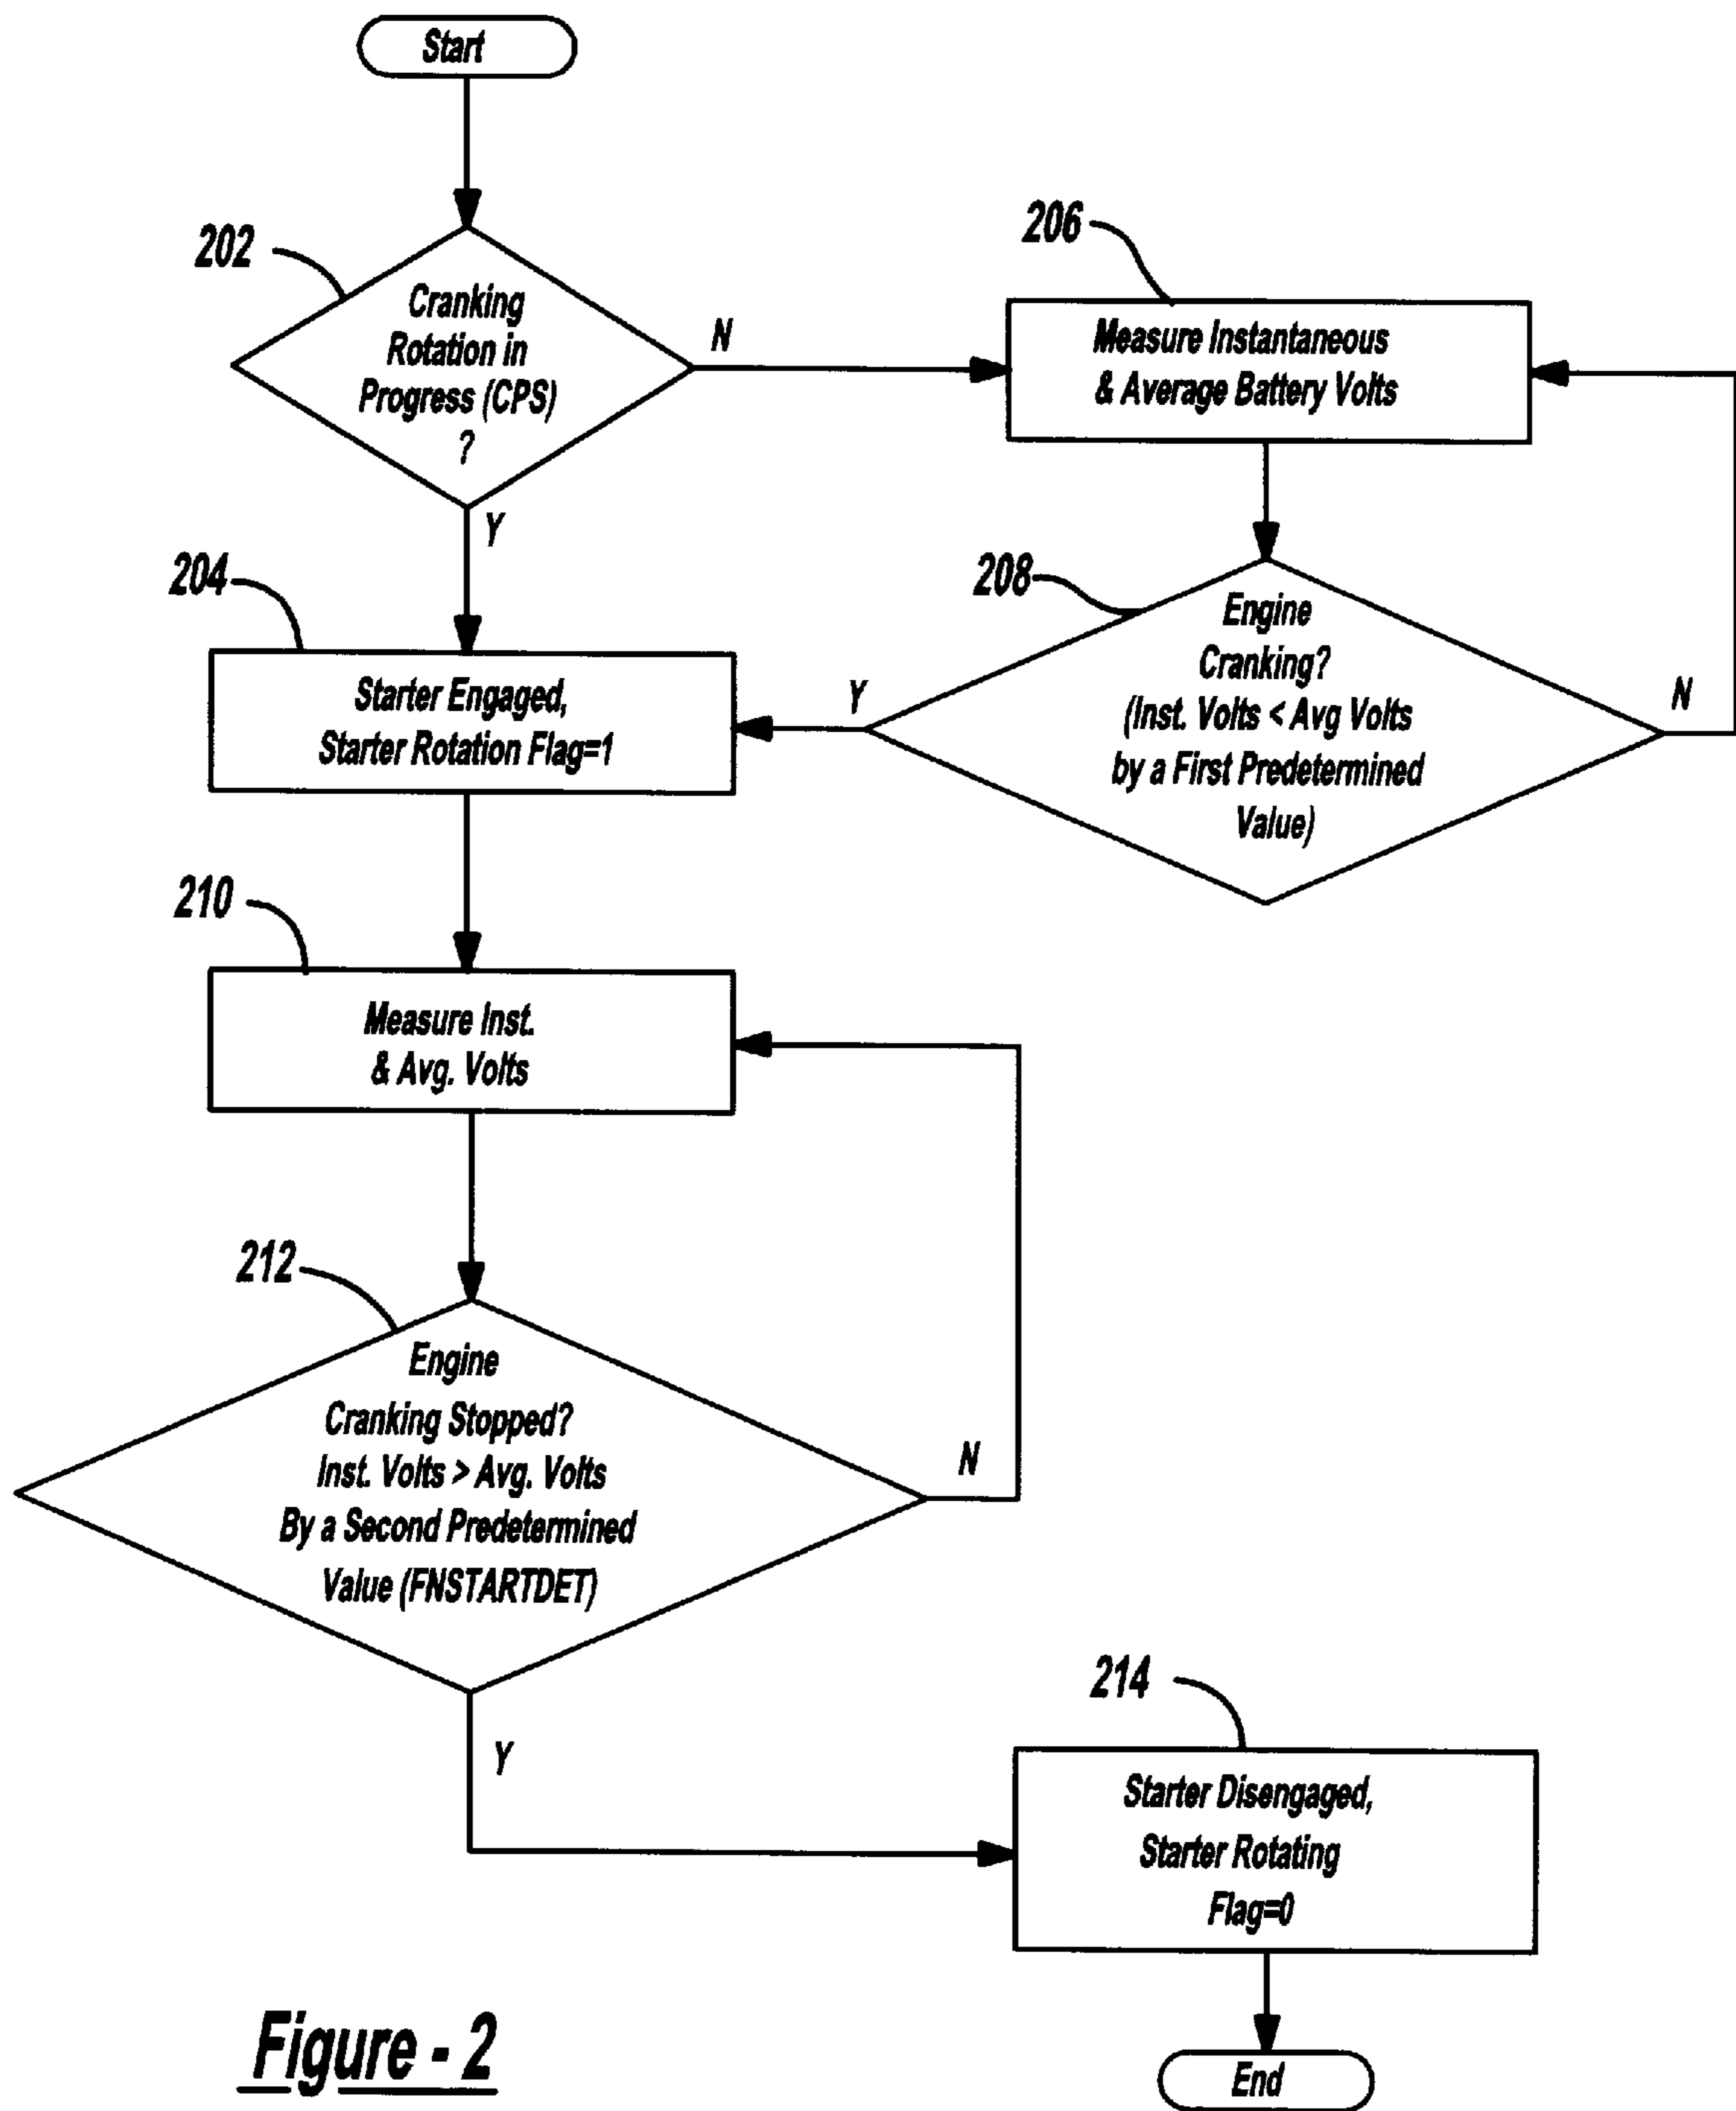 Start
202
Cranking
Rotation in
Progress (CPS)
?
N
Y
206
Measure Instantaneous
& Average Battery Volts
204
Starter Engaged,
Starter Rotation Flag=1
208
Engine
Cranking?
(Inst. Volts < Avg Volts
by a First Predetermined
Value)
Y
N
210
Measure Inst.
& Avg. Volts
212
Engine
Cranking Stopped?
Inst. Volts > Avg. Volts
By a Second Predetermined
Value (FNSTARTDET)
N
Y
214
Starter Disengaged,
Starter Rotating
Flag=0
End
Figure - 2